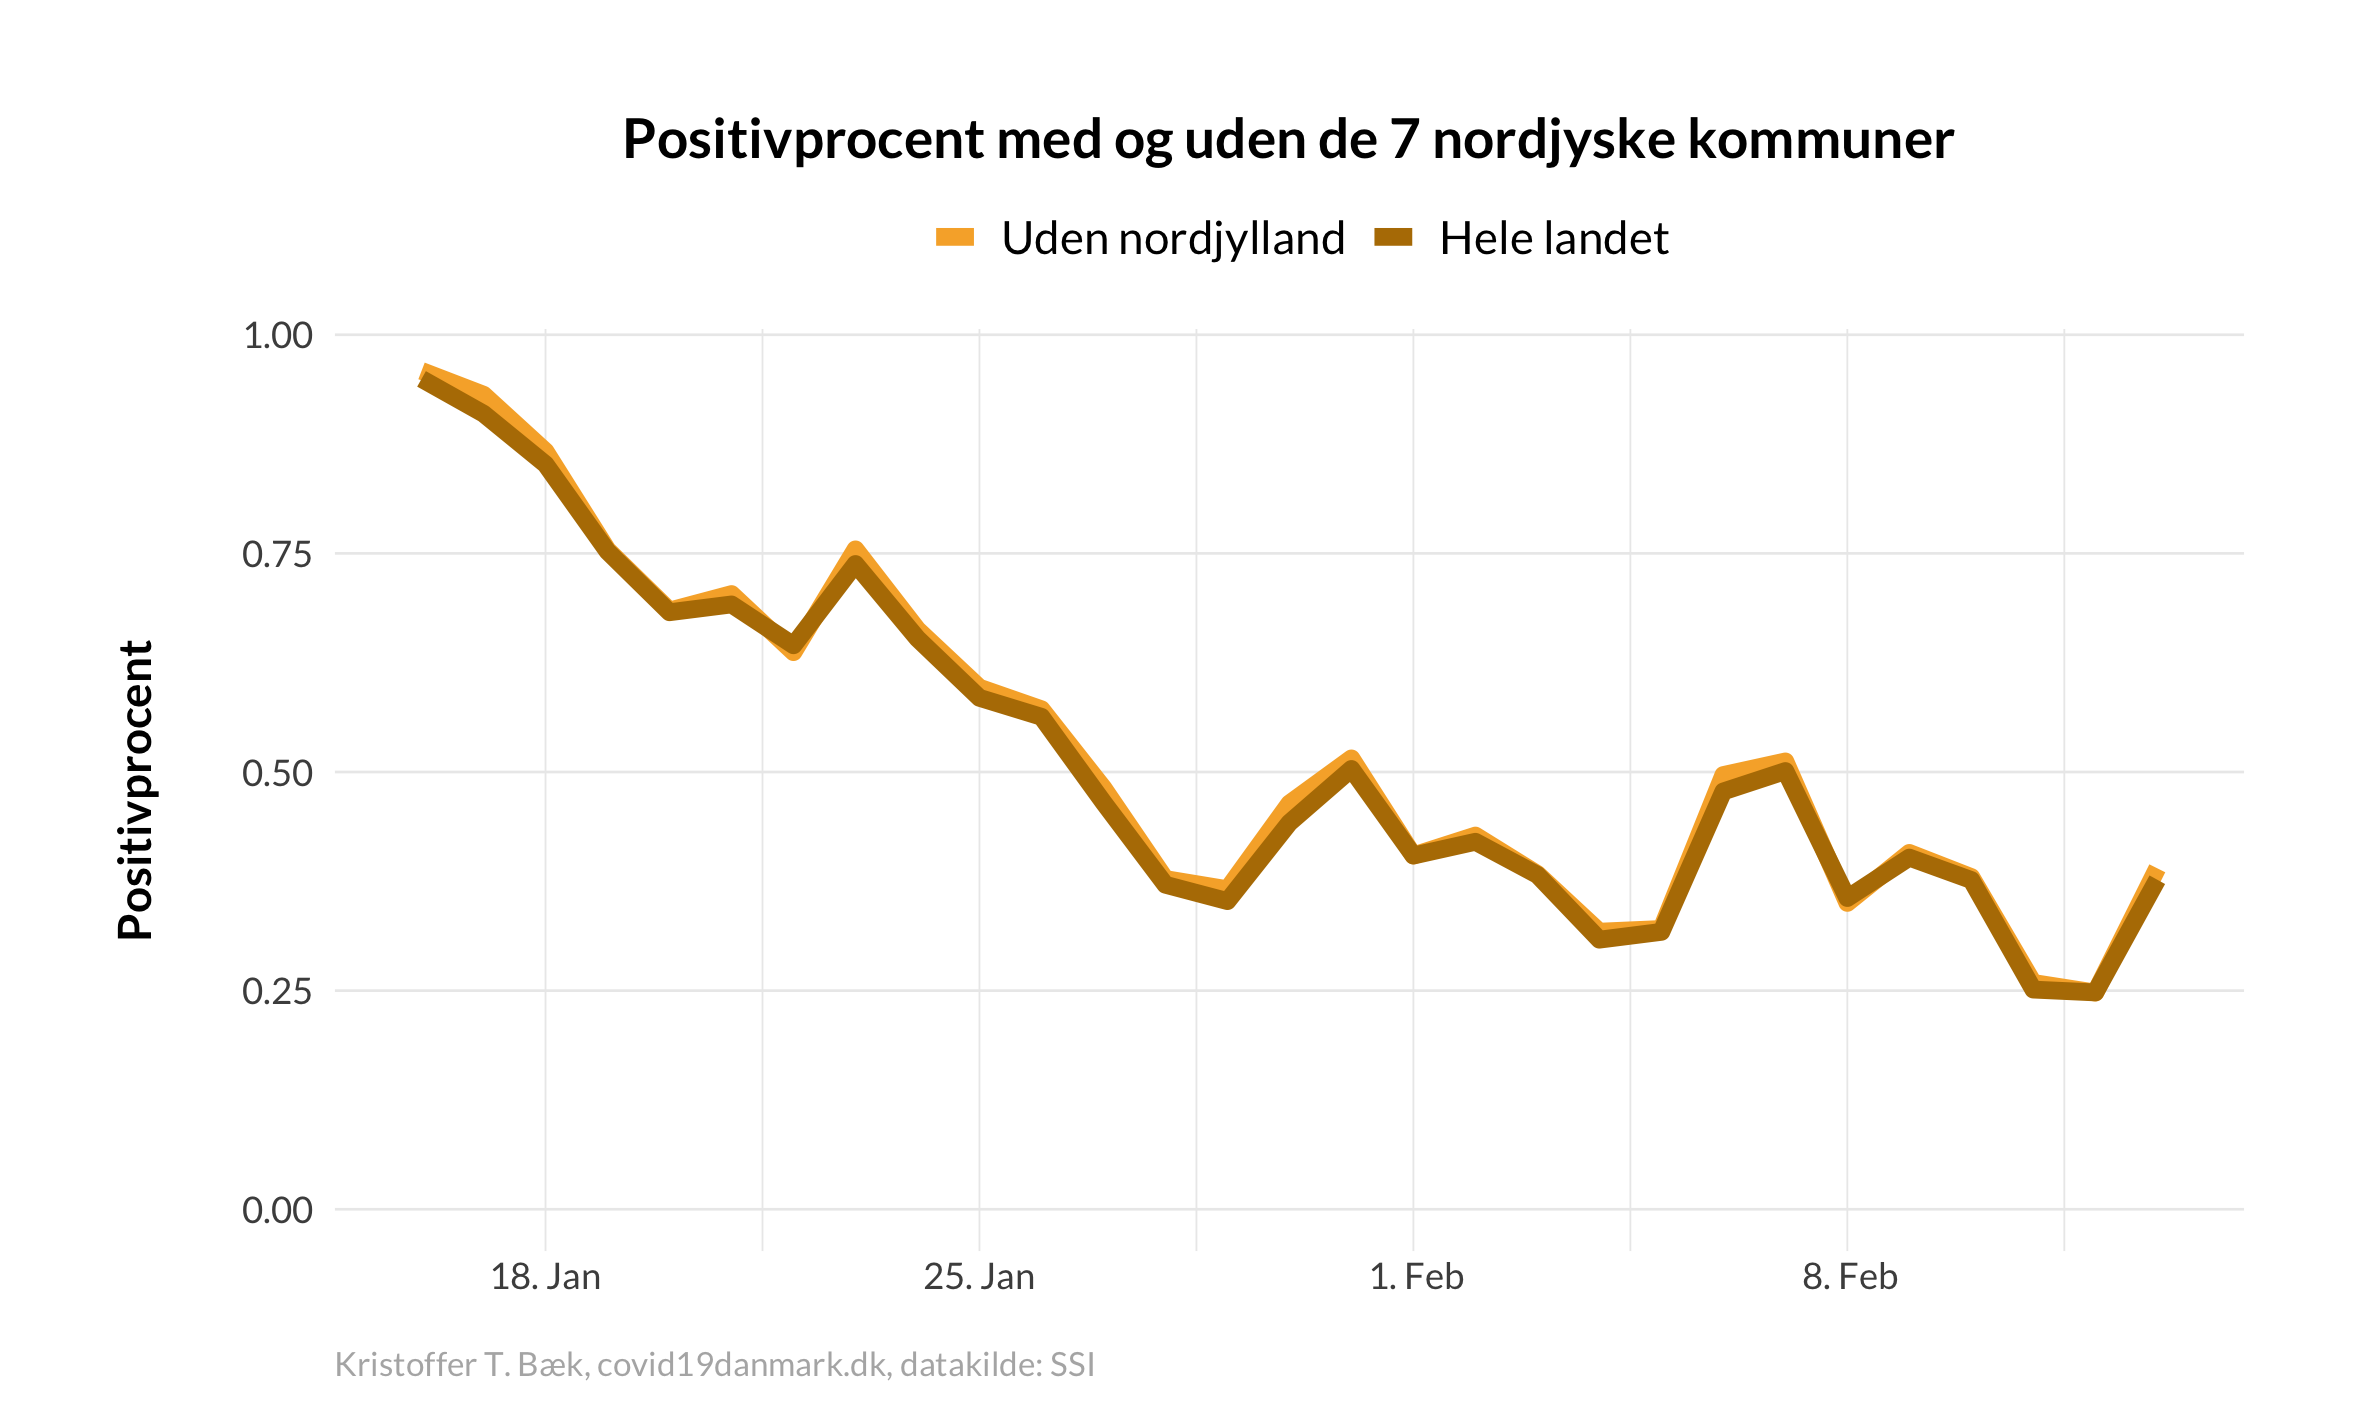 Positivprocent med og uden de 7 nordjyske kommuner
Uden nordjylland
Hele landet
Positivprocent
1.00
0.75
0.50
0.25
0.00
18. Jan
25. Jan
1. Feb
8. Feb
Kristoffer T. Bæk, covid19danmark.dk, datakilde: SSI